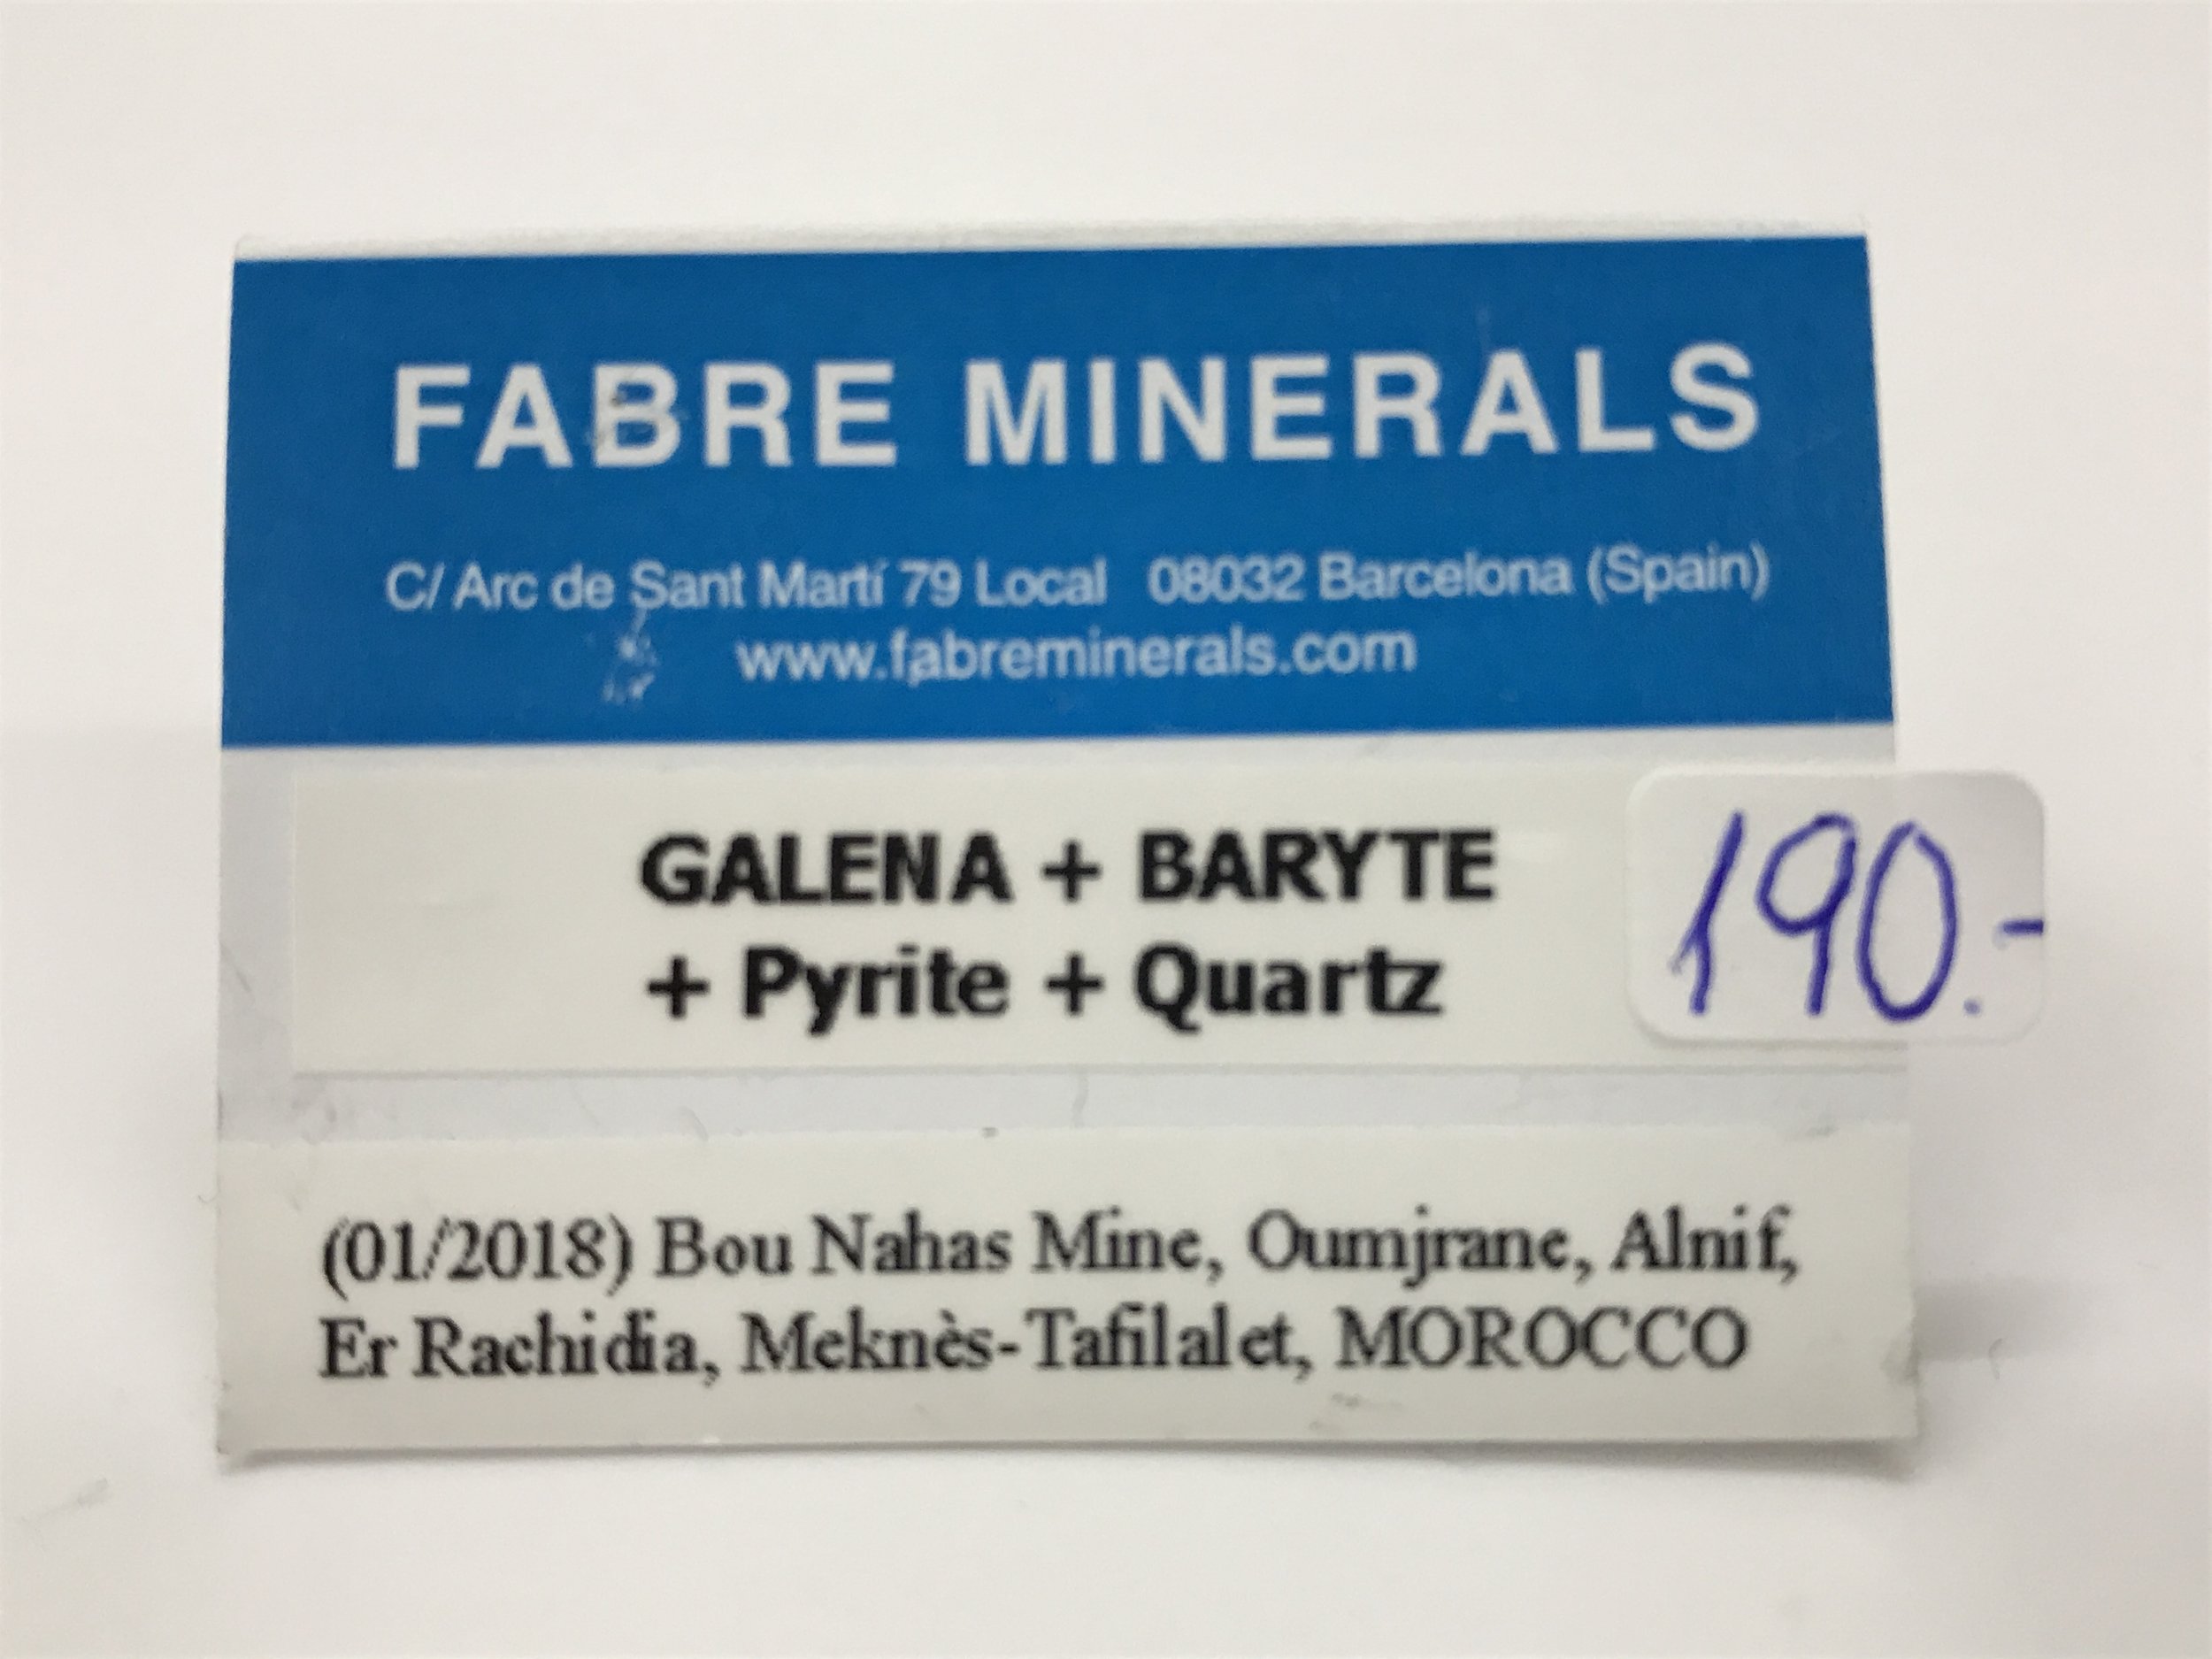 FABRE MINERALS
C/ Arc de Sant Martí 79 Local 08032 Barcelona (Spain)
www.fabreminerals.com
GALENA + BARYTE
+ Pyrite + Quartz
190.-
(01/2018) Bou Nahas Mine, Oumjrane, Alnif,
Er Rachidia, Meknès-Tafilalet, MOROCCO